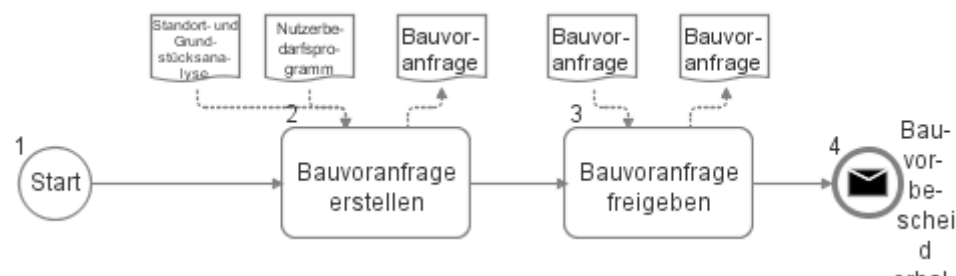 Standort- und
Grund-
stücksana-
lyse
Nutzerbe-
darfspro-
gramm
Bauvor-
anfrage
Bauvor-
anfrage
Bauvor-
anfrage
1
Start
2
Bauvoranfrage
erstellen
3
Bauvoranfrage
freigeben
4
Bau-
vor-
be-
schei
d